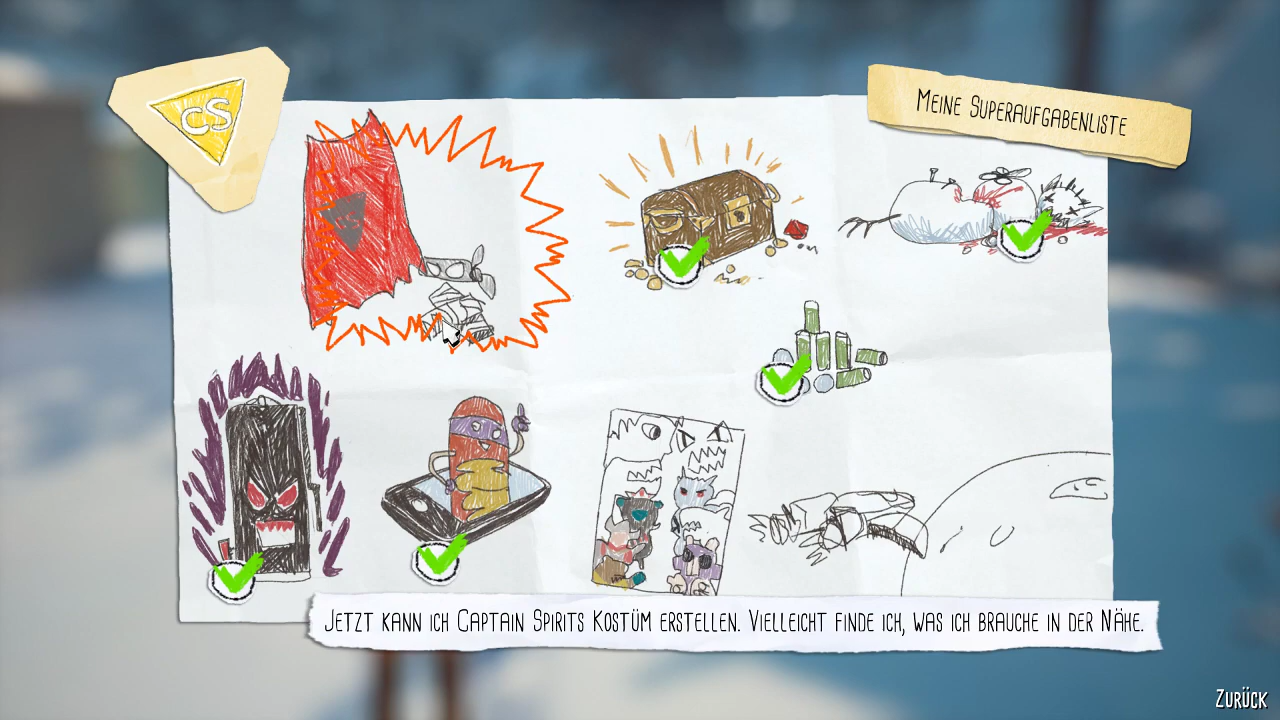 CS
Meine Superaufgabenliste
Jetzt kann ich Captain Spirits Kostüm erstellen. Vielleicht finde ich, was ich brauche in der Nähe.
Zurück